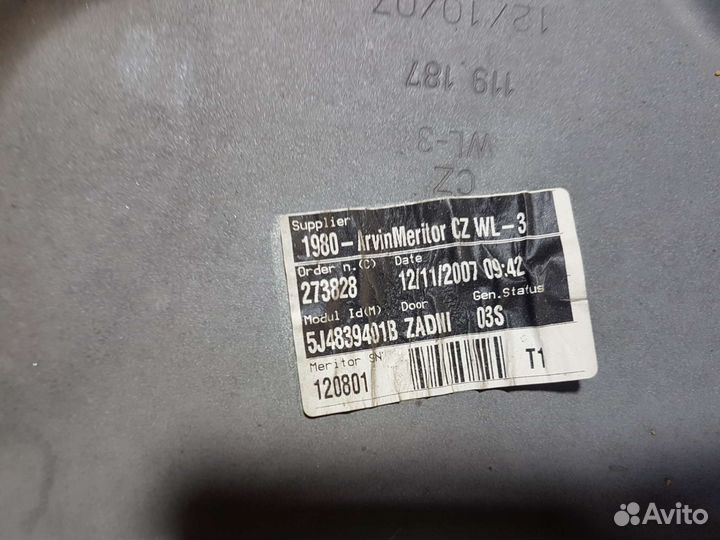 12/10/07
119 187
WL-3
CZ
Supplier
1980-ArvinMeritor CZ WL-3
Order n.(C) Date
273828 12/11/2007 09:42
Modul Id(M) Door Gen.Status
5J4839401B ZADNI 03S
Meritor SN
120801
T1
Avito